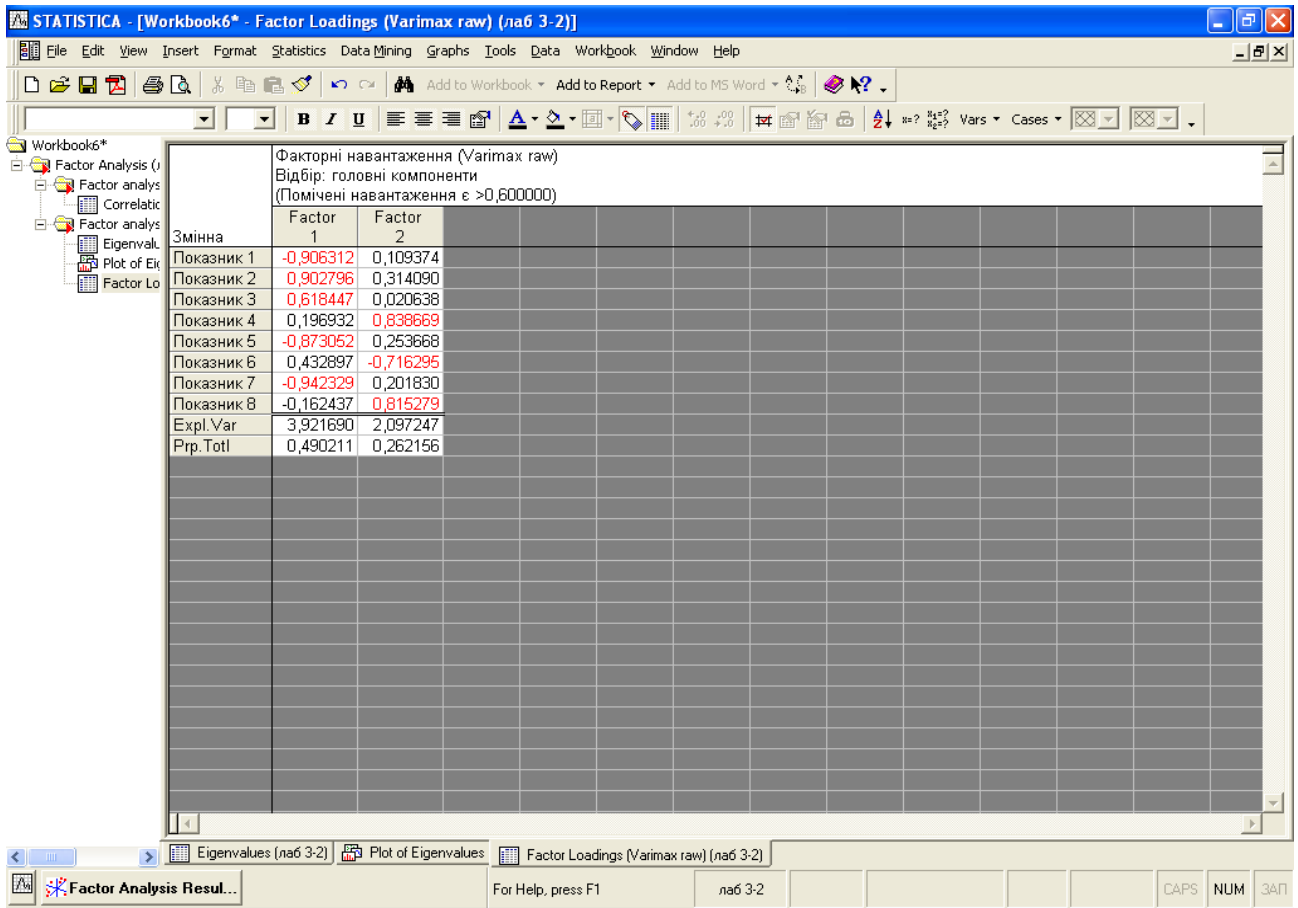 STATISTICA - [Workbook6* - Factor Loadings (Varimax raw) (лаб 3-2)]
File Edit View Insert Format Statistics Data Mining Graphs Tools Data Workbook Window Help
Add to Workbook Add to Report Add to MS Word
B I U Vars Cases
Workbook6*
Factor Analysis (л
Factor analys
Correlatic
Factor analys
Eigenvalu
Plot of Eig
Factor Lo
Факторні навантаження (Varimax raw)
Відбір: головні компоненти
(Помічені навантаження є >0,600000)
Змінна Factor 1 Factor 2
Показник 1 -0,906312 0,109374
Показник 2 0,902796 0,314090
Показник 3 0,618447 0,020638
Показник 4 0,196932 0,838669
Показник 5 -0,873052 0,253668
Показник 6 0,432897 -0,716295
Показник 7 -0,942329 0,201830
Показник 8 -0,162437 0,815279
Expl.Var 3,921690 2,097247
Prp.Totl 0,490211 0,262156
Eigenvalues (лаб 3-2) Plot of Eigenvalues Factor Loadings (Varimax raw) (лаб 3-2)
Factor Analysis Resul... For Help, press F1 лаб 3-2 CAPS NUM ЗАП